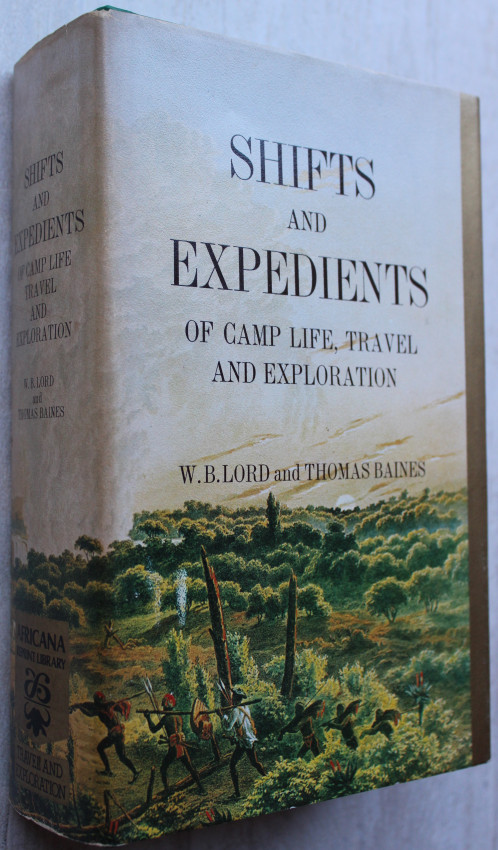 SHIFTS
AND
EXPEDIENTS
OF CAMP LIFE, TRAVEL
AND EXPLORATION
W.B.LORD and THOMAS BAINES
SHIFTS
AND
EXPEDIENTS
OF CAMP LIFE
TRAVEL
AND
EXPLORATION
W.B.LORD
and
THOMAS BAINES
AFRICANA
REPRINT LIBRARY
TRAVEL AND
EXPLORATION